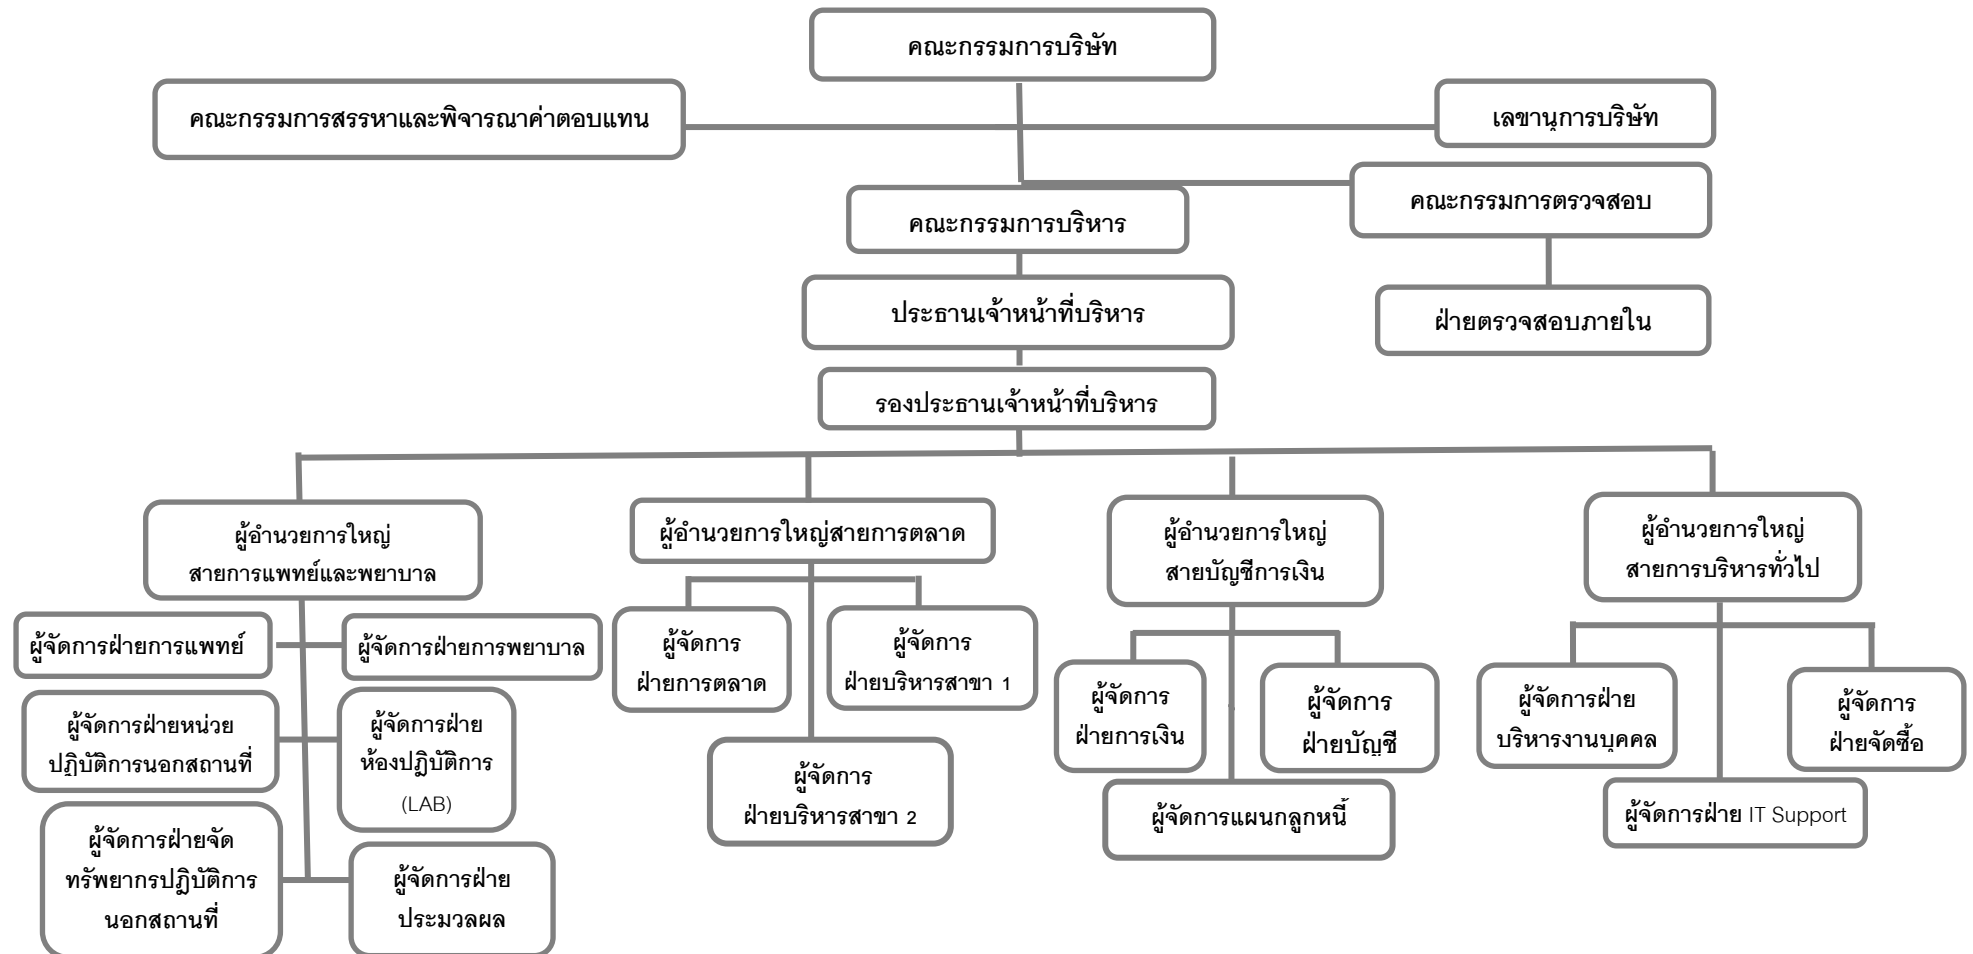 คณะกรรมการบริษัท
คณะกรรมการสรรหาและพิจารณาค่าตอบแทน
เลขานุการบริษัท
คณะกรรมการตรวจสอบ
คณะกรรมการบริหาร
ประธานเจ้าหน้าที่บริหาร
ฝ่ายตรวจสอบภายใน
รองประธานเจ้าหน้าที่บริหาร
ผู้อำนวยการใหญ่
สายการแพทย์และพยาบาล
ผู้อำนวยการใหญ่สายการตลาด
ผู้อำนวยการใหญ่
สายบัญชีการเงิน
ผู้อำนวยการใหญ่
สายการบริหารทั่วไป
ผู้จัดการฝ่ายการแพทย์
ผู้จัดการฝ่ายการพยาบาล
ผู้จัดการฝ่ายหน่วย
ปฏิบัติการนอกสถานที่
ผู้จัดการฝ่าย
ห้องปฏิบัติการ
(LAB)
ผู้จัดการฝ่ายจัด
ทรัพยากรปฏิบัติการ
นอกสถานที่
ผู้จัดการฝ่าย
ประมวลผล
ผู้จัดการ
ฝ่ายการตลาด
ผู้จัดการ
ฝ่ายบริหารสาขา 1
ผู้จัดการ
ฝ่ายบริหารสาขา 2
ผู้จัดการ
ฝ่ายการเงิน
ผู้จัดการ
ฝ่ายบัญชี
ผู้จัดการแผนกลูกหนี้
ผู้จัดการฝ่าย
บริหารงานบุคคล
ผู้จัดการ
ฝ่ายจัดซื้อ
ผู้จัดการฝ่าย IT Support